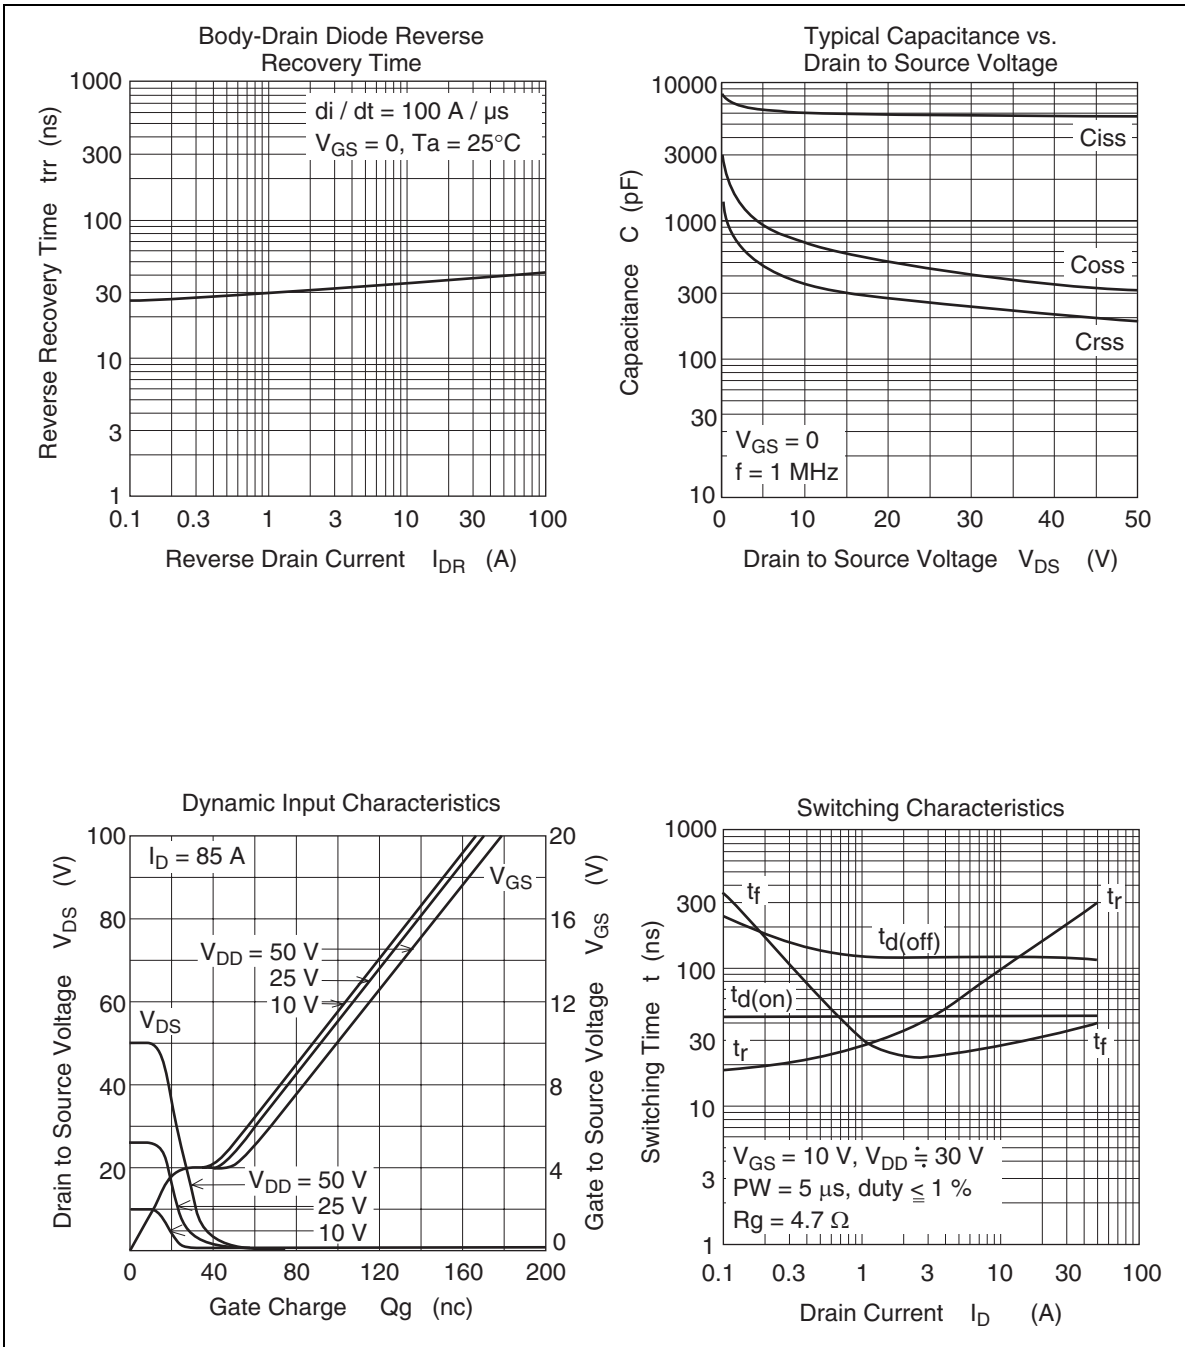 Body-Drain Diode Reverse
Recovery Time
1000
300
100
30
10
3
1
Reverse Recovery Time trr (ns)
di / dt = 100 A / µs
VGS = 0, Ta = 25°C
0.1 0.3 1 3 10 30 100
Reverse Drain Current IDR (A)
Typical Capacitance vs.
Drain to Source Voltage
10000
3000
1000
300
100
30
10
Capacitance C (pF)
Ciss
Coss
Crss
VGS = 0
f = 1 MHz
0 10 20 30 40 50
Drain to Source Voltage VDS (V)
Dynamic Input Characteristics
100
80
60
40
20
0
Drain to Source Voltage VDS (V)
ID = 85 A
VGS
VDD = 50 V
25 V
10 V
VDS
VDD = 50 V
25 V
10 V
20
16
12
8
4
0
Gate to Source Voltage VGS (V)
0 40 80 120 160 200
Gate Charge Qg (nc)
Switching Characteristics
1000
300
100
30
10
3
1
Switching Time t (ns)
tf
tr
td(off)
td(on)
tr
tf
VGS = 10 V, VDD ≒ 30 V
PW = 5 µs, duty ≦ 1 %
Rg = 4.7 Ω
0.1 0.3 1 3 10 30 100
Drain Current ID (A)